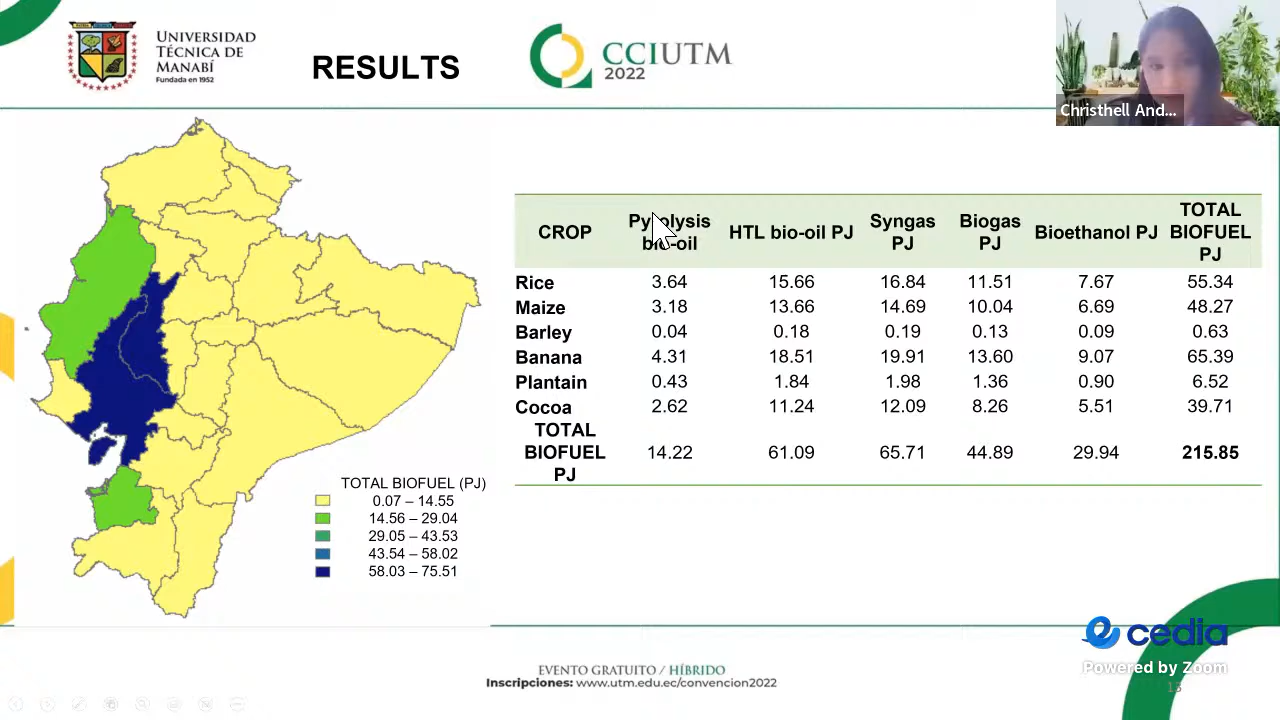 UNIVERSIDAD
TÉCNICA DE
MANABÍ
Fundada en 1952
RESULTS
CCIUTM
2022
Christhell And...
CROP Pyrolysis bio-oil HTL bio-oil PJ Syngas PJ Biogas PJ Bioethanol PJ TOTAL BIOFUEL PJ
Rice 3.64 15.66 16.84 11.51 7.67 55.34
Maize 3.18 13.66 14.69 10.04 6.69 48.27
Barley 0.04 0.18 0.19 0.13 0.09 0.63
Banana 4.31 18.51 19.91 13.60 9.07 65.39
Plantain 0.43 1.84 1.98 1.36 0.90 6.52
Cocoa 2.62 11.24 12.09 8.26 5.51 39.71
TOTAL BIOFUEL PJ 14.22 61.09 65.71 44.89 29.94 215.85
TOTAL BIOFUEL (PJ)
0.07 – 14.55
14.56 – 29.04
29.05 – 43.53
43.54 – 58.02
58.03 – 75.51
cedia
Powered by Zoom
13
EVENTO GRATUITO / HÍBRIDO
Inscripciones: www.utm.edu.ec/convencion2022